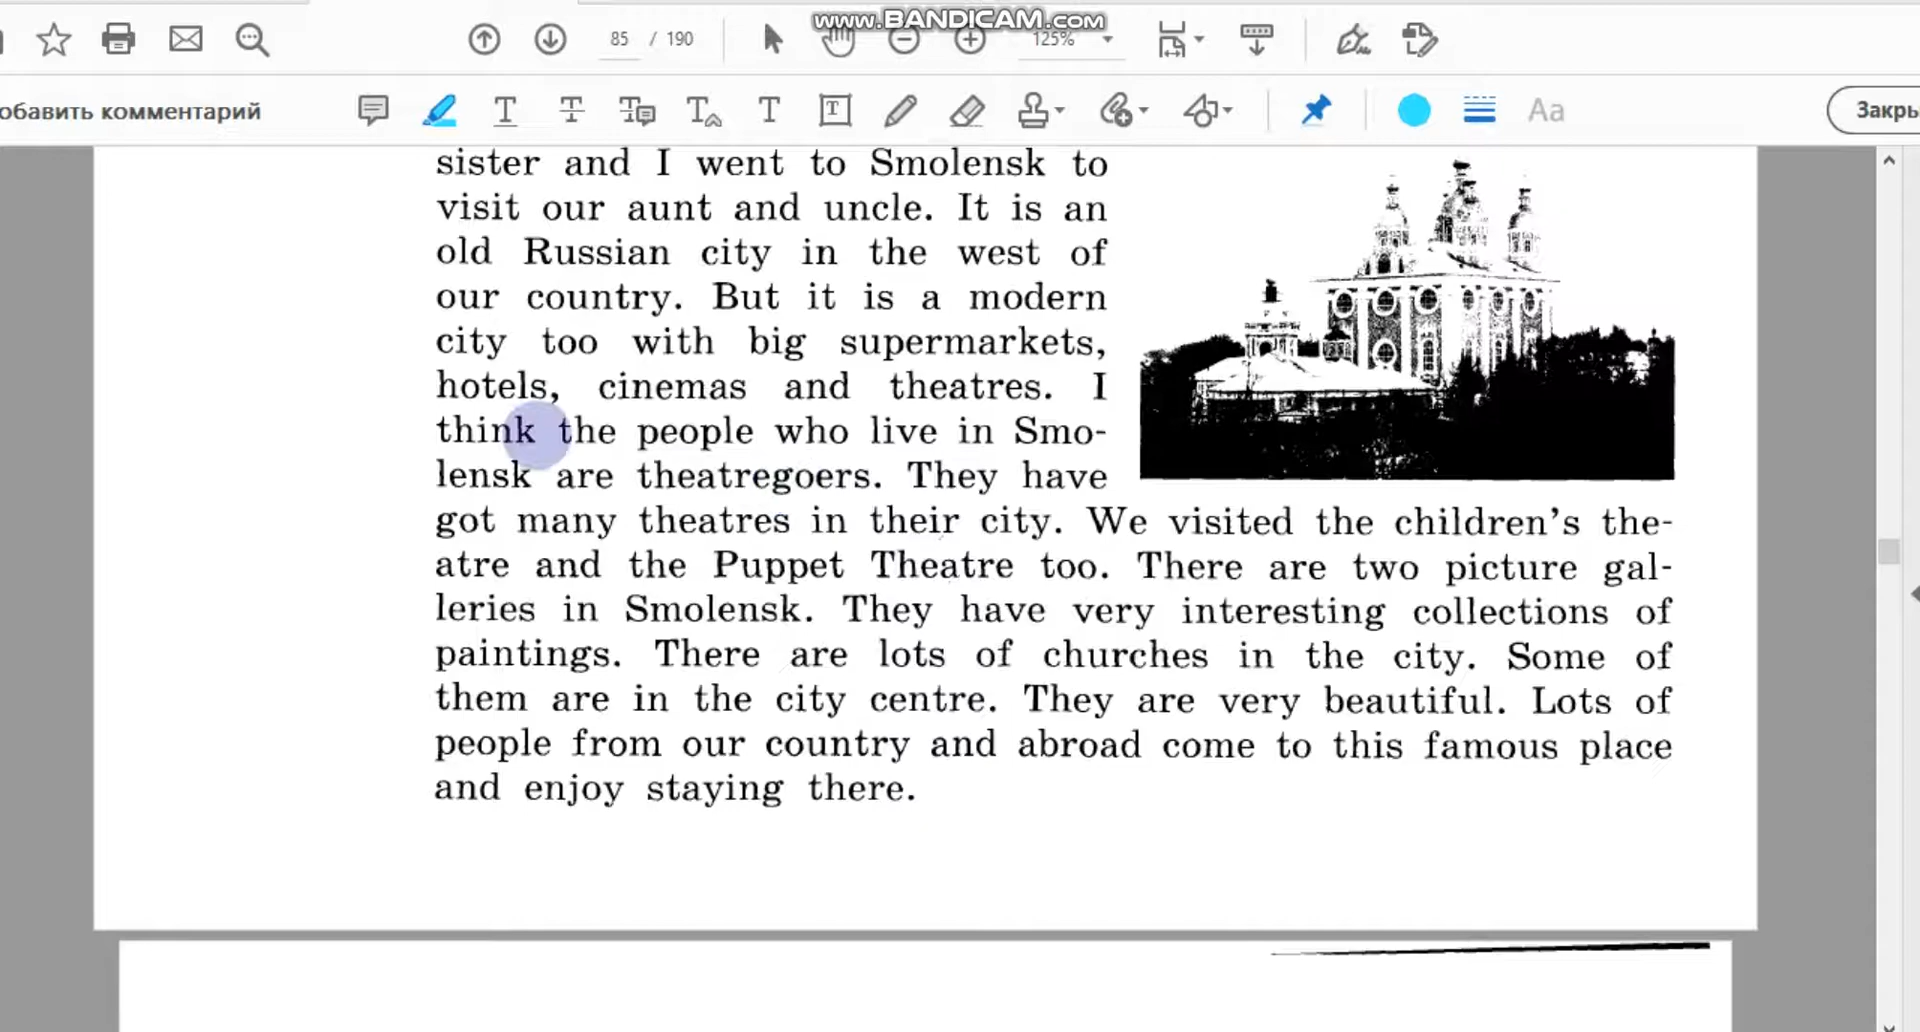 www.BANDICAM.com
85 / 190
125%
обавить комментарий
Aa
Закры
sister and I went to Smolensk to
visit our aunt and uncle. It is an
old Russian city in the west of
our country. But it is a modern
city too with big supermarkets,
hotels, cinemas and theatres. I
think the people who live in Smo-
lensk are theatregoers. They have
got many theatres in their city. We visited the children's the-
atre and the Puppet Theatre too. There are two picture gal-
leries in Smolensk. They have very interesting collections of
paintings. There are lots of churches in the city. Some of
them are in the city centre. They are very beautiful. Lots of
people from our country and abroad come to this famous place
and enjoy staying there.